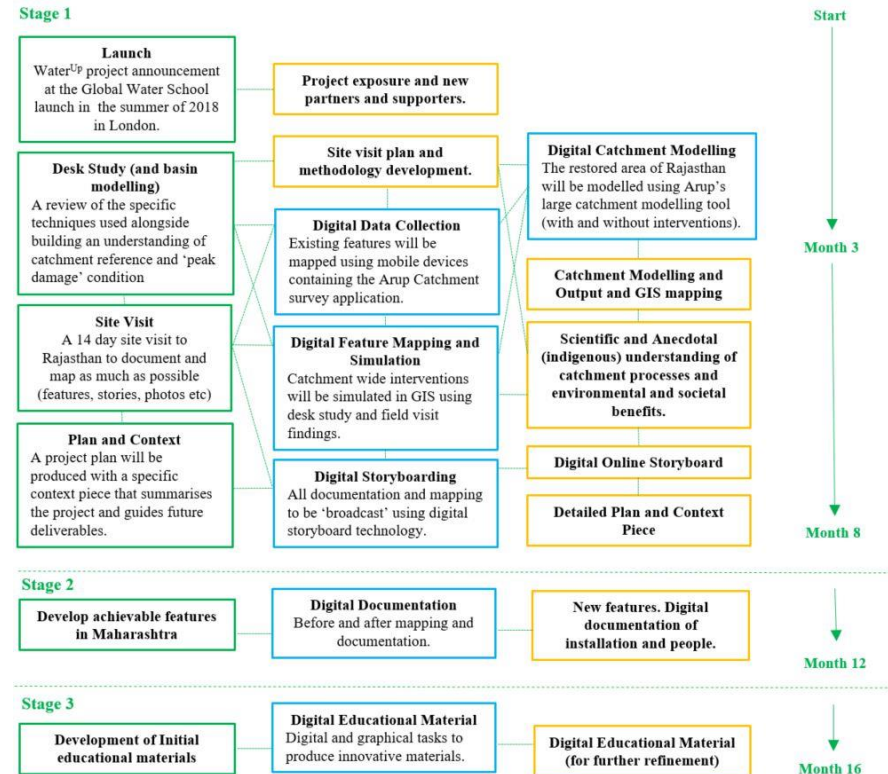 Stage 1
Start
Launch
WaterUp project announcement
at the Global Water School
launch in the summer of 2018
in London.
Project exposure and new
partners and supporters.
Desk Study (and basin
modelling)
A review of the specific
techniques used alongside
building an understanding of
catchment reference and ‘peak
damage’ condition
Site visit plan and
methodology development.
Digital Catchment Modelling
The restored area of Rajasthan
will be modelled using Arup’s
large catchment modelling tool
(with and without interventions).
Digital Data Collection
Existing features will be
mapped using mobile devices
containing the Arup Catchment
survey application.
Month 3
Catchment Modelling and
Output and GIS mapping
Site Visit
A 14 day site visit to
Rajasthan to document and
map as much as possible
(features, stories, photos etc)
Digital Feature Mapping and
Simulation
Catchment wide interventions
will be simulated in GIS using
desk study and field visit
findings.
Scientific and Anecdotal
(indigenous) understanding of
catchment processes and
environmental and societal
benefits.
Plan and Context
A project plan will be
produced with a specific
context piece that summarises
the project and guides future
deliverables.
Digital Storyboarding
All documentation and mapping
to be ‘broadcast’ using digital
storyboard technology.
Digital Online Storyboard
Detailed Plan and Context
Piece
Month 8
Stage 2
Develop achievable features
in Maharashtra
Digital Documentation
Before and after mapping and
documentation.
New features. Digital
documentation of
installation and people.
Month 12
Stage 3
Development of Initial
educational materials
Digital Educational Material
Digital and graphical tasks to
produce innovative materials.
Digital Educational Material
(for further refinement)
Month 16